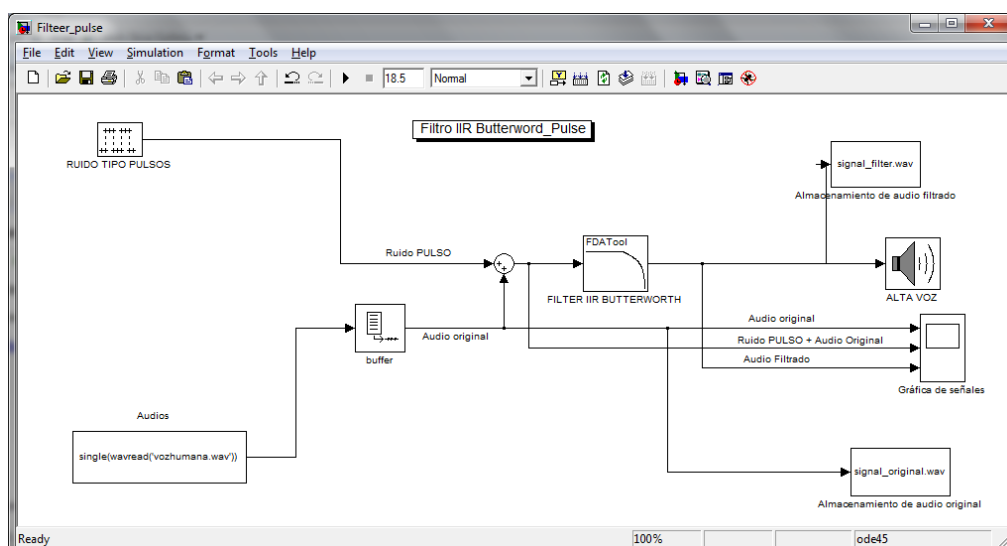 Filteer_pulse
File Edit View Simulation Format Tools Help
18.5 Normal
Filtro IIR Butterword_Pulse
RUIDO TIPO PULSOS
signal_filter.wav
Almacenamiento de audio filtrado
Ruido PULSO
FDATool
FILTER IIR BUTTERWORTH
ALTA VOZ
Audio original
buffer
Audio original
Ruido PULSO + Audio Original
Audio Filtrado
Gráfica de señales
Audios
single(wavread('vozhumana.wav'))
signal_original.wav
Almacenamiento de audio original
Ready 100% ode45